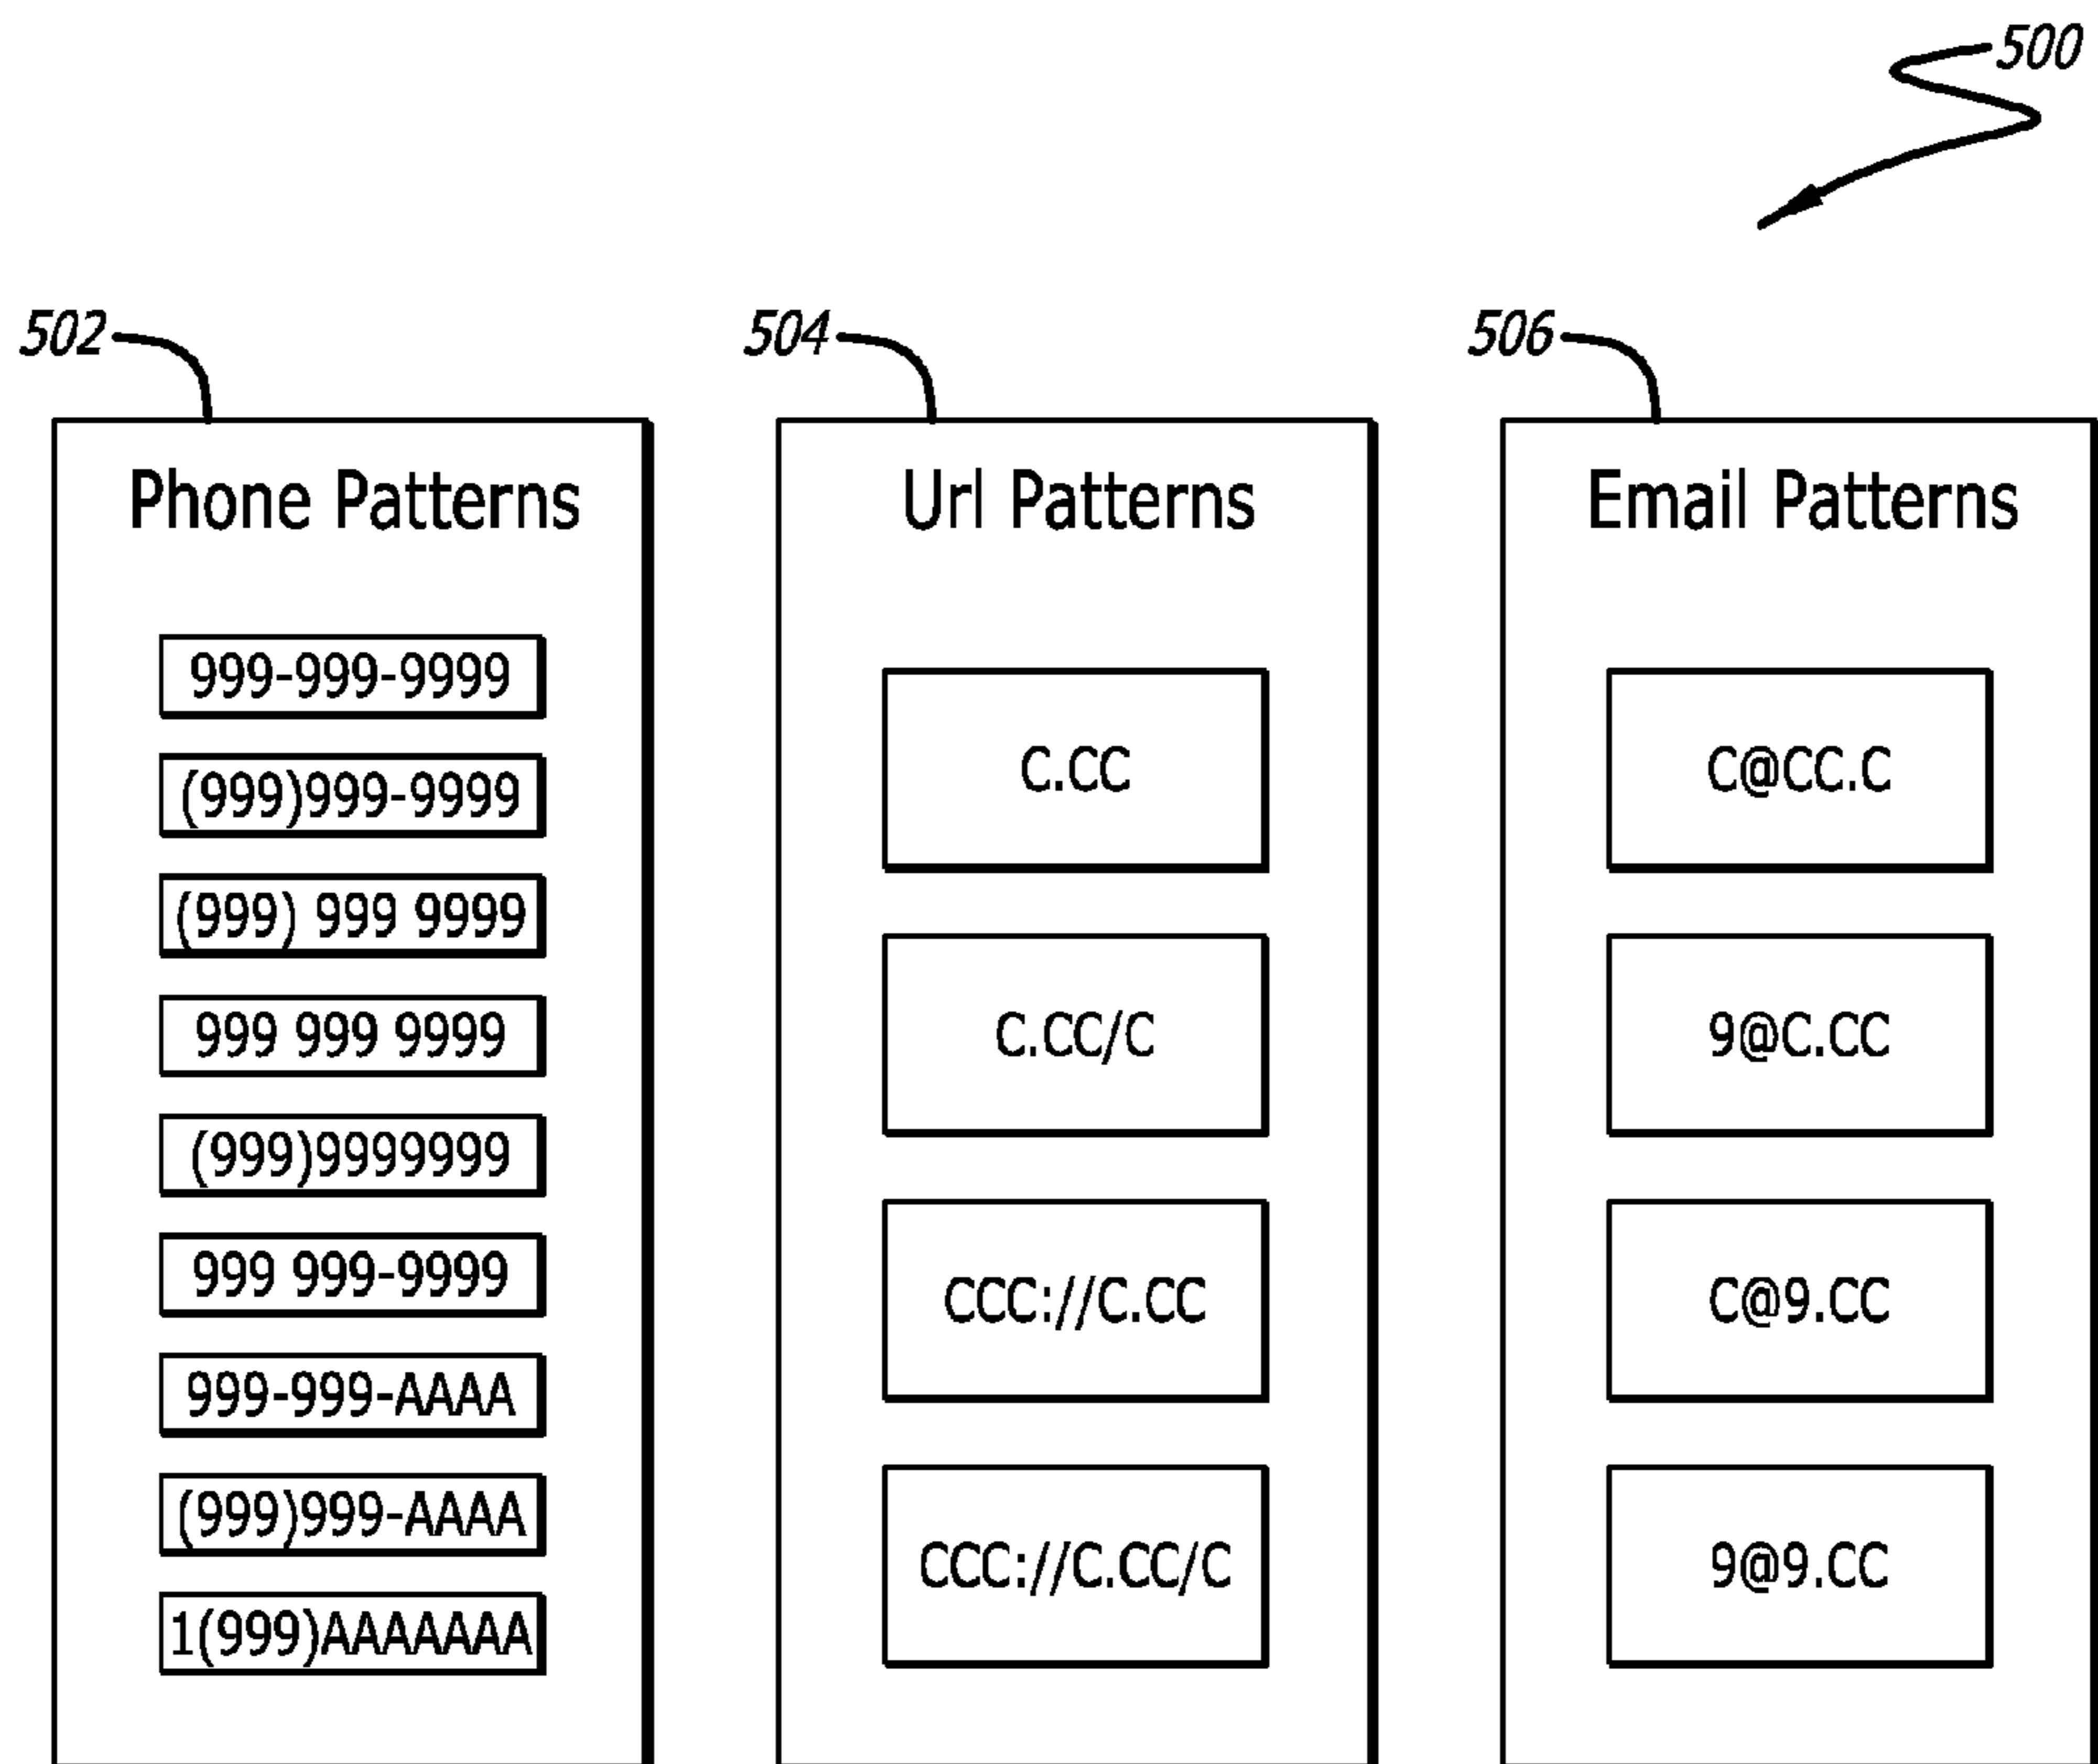 500
502
504
506
Phone Patterns
999-999-9999
(999)999-9999
(999) 999 9999
999 999 9999
(999)9999999
999 999-9999
999-999-AAAA
(999)999-AAAA
1(999)AAAAAAA
Url Patterns
C.CC
C.CC/C
CCC://C.CC
CCC://C.CC/C
Email Patterns
C@CC.C
9@C.CC
C@9.CC
9@9.CC